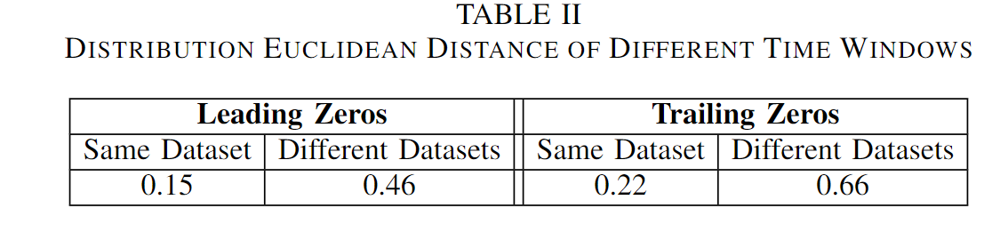 TABLE II
DISTRIBUTION EUCLIDEAN DISTANCE OF DIFFERENT TIME WINDOWS
Leading Zeros Trailing Zeros
Same Dataset Different Datasets Same Dataset Different Datasets
0.15 0.46 0.22 0.66